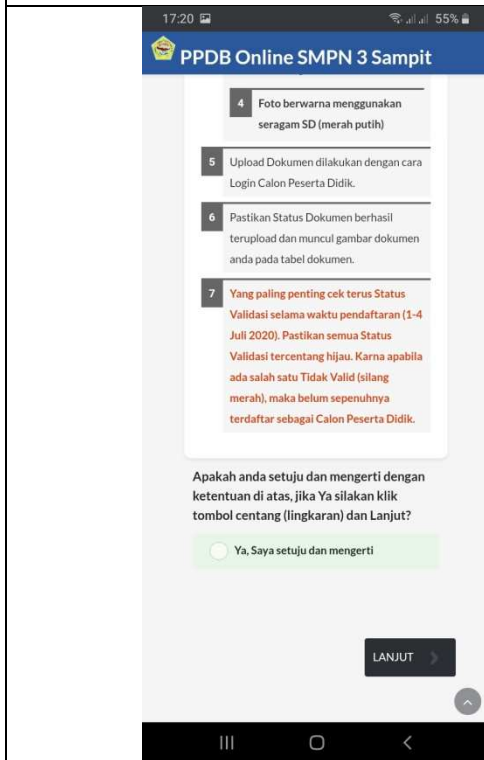 17:20 55%
PPDB Online SMPN 3 Sampit
4 Foto berwarna menggunakan
seragam SD (merah putih)
5 Upload Dokumen dilakukan dengan cara
Login Calon Peserta Didik.
6 Pastikan Status Dokumen berhasil
terupload dan muncul gambar dokumen
anda pada tabel dokumen.
7 Yang paling penting cek terus Status
Validasi selama waktu pendaftaran (1-4
Juli 2020). Pastikan semua Status
Validasi tercentang hijau. Karna apabila
ada salah satu Tidak Valid (silang
merah), maka belum sepenuhnya
terdaftar sebagai Calon Peserta Didik.
Apakah anda setuju dan mengerti dengan
ketentuan di atas, jika Ya silakan klik
tombol centang (lingkaran) dan Lanjut?
Ya, Saya setuju dan mengerti
LANJUT